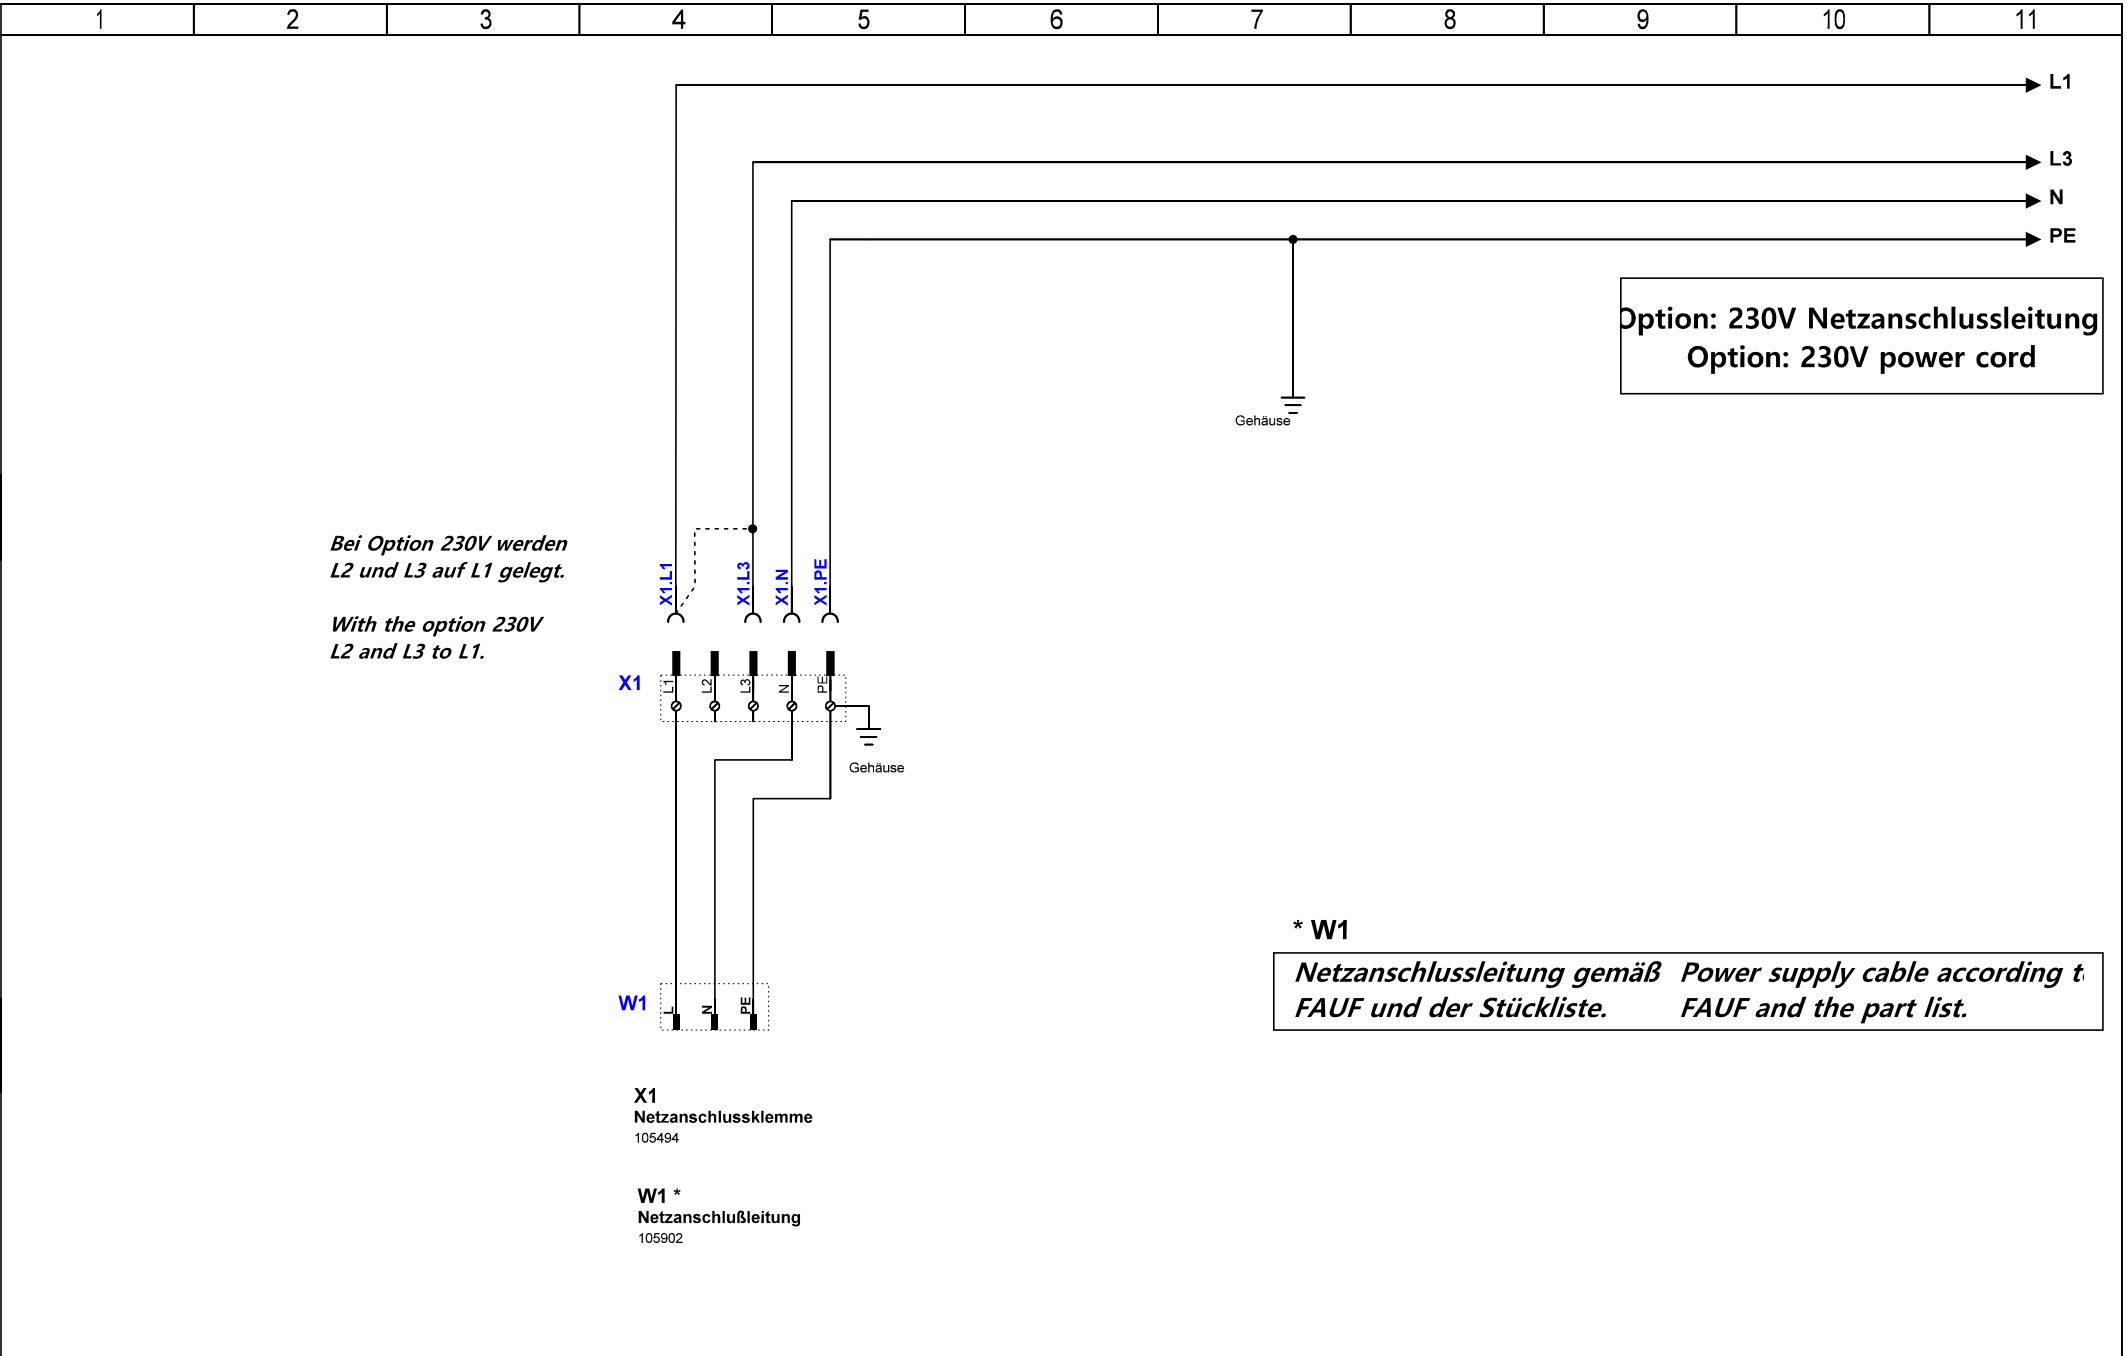 1 2 3 4 5 6 7 8 9 10 11
L1
L3
N
PE
Option: 230V Netzanschlussleitung
Option: 230V power cord
Gehäuse
Bei Option 230V werden
L2 und L3 auf L1 gelegt.
With the option 230V
L2 and L3 to L1.
X1.L1 X1.L3 X1.N X1.PE
X1
L1 L2 L3 N PE
Gehäuse
* W1
Netzanschlussleitung gemäß
FAUF und der Stückliste.
Power supply cable according
FAUF and the part list.
W1
L N PE
X1
Netzanschlussklemme
105494
W1 *
Netzanschlußleitung
105902